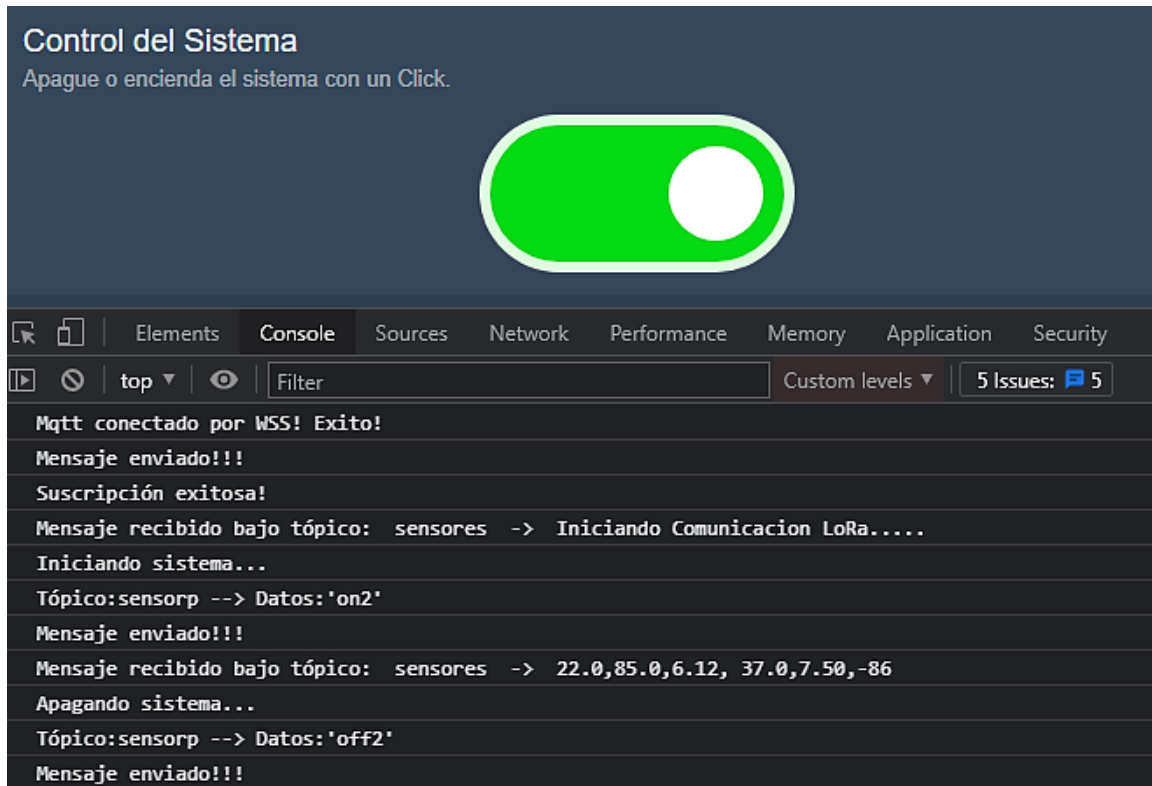 Control del Sistema
Apague o encienda el sistema con un Click.
Elements Console Sources Network Performance Memory Application Security
top ▼ Filter Custom levels ▼ 5 Issues: 5
Mqtt conectado por WSS! Exito!
Mensaje enviado!!!
Suscripción exitosa!
Mensaje recibido bajo tópico:  sensores  ->  Iniciando Comunicacion LoRa.....
Iniciando sistema...
Tópico:sensorp --> Datos:'on2'
Mensaje enviado!!!
Mensaje recibido bajo tópico:  sensores  ->  22.0,85.0,6.12, 37.0,7.50,-86
Apagando sistema...
Tópico:sensorp --> Datos:'off2'
Mensaje enviado!!!